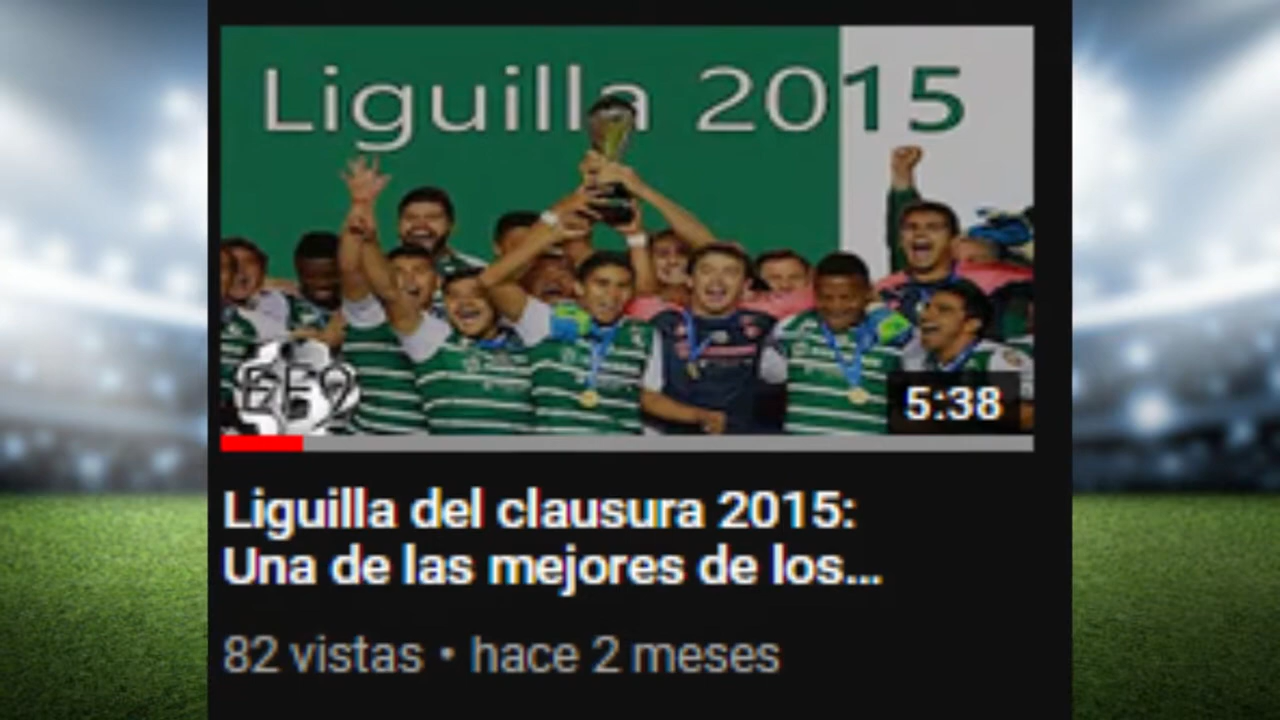 Liguilla 2015
5:38
Liguilla del clausura 2015:
Una de las mejores de los...
82 vistas • hace 2 meses